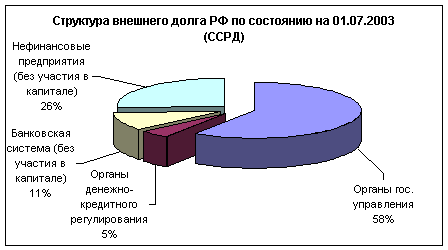 Структура внешнего долга РФ по состоянию на 01.07.2003
(ССРД)
Нефинансовые
предприятия
(без участия в
капитале)
26%
Банковская
система (без
участия в
капитале)
11%
Органы
денежно-
кредитного
регулирования
5%
Органы гос.
управления
58%